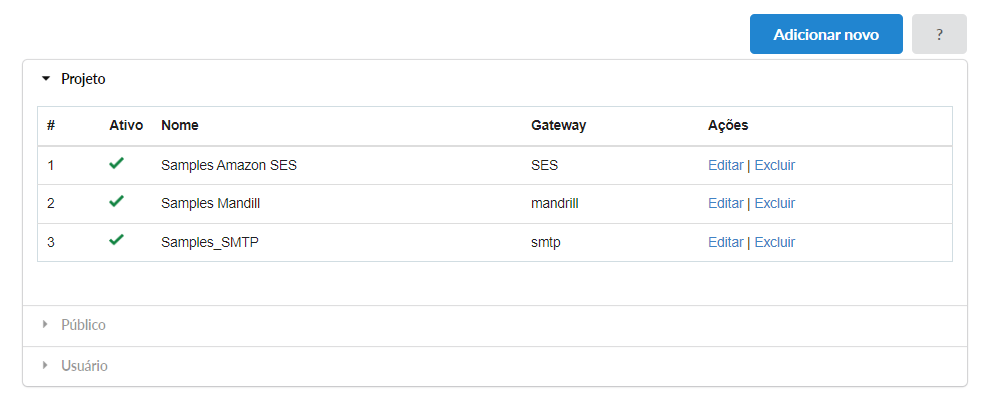 Adicionar novo ?
Projeto
# Ativo Nome Gateway Ações
1 Samples Amazon SES SES Editar | Excluir
2 Samples Mandill mandrill Editar | Excluir
3 Samples_SMTP smtp Editar | Excluir
Público
Usuário